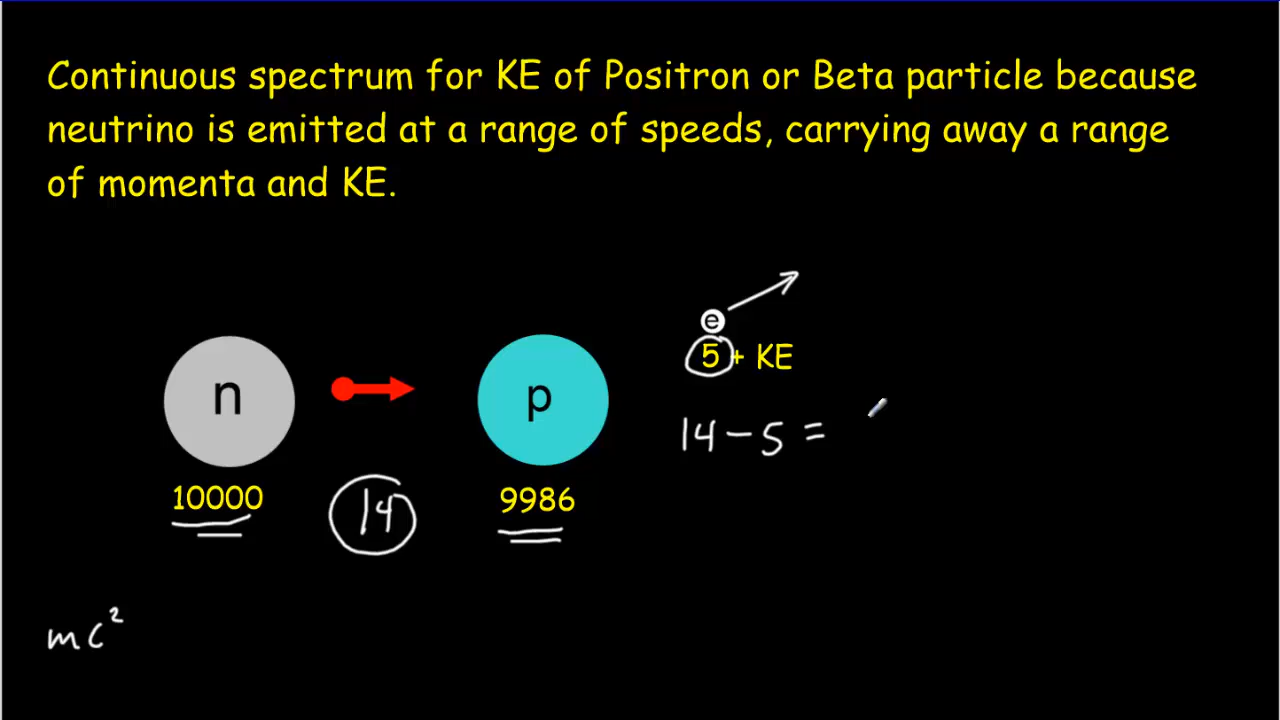 Continuous spectrum for KE of Positron or Beta particle because
neutrino is emitted at a range of speeds, carrying away a range
of momenta and KE.
e
5 + KE
n
p
14 - 5 =
10000
14
9986
mc²